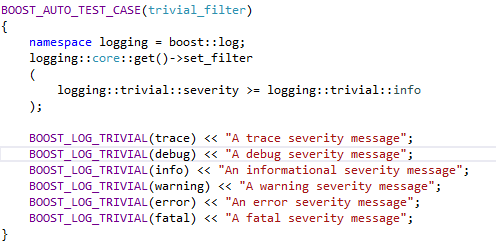 BOOST_AUTO_TEST_CASE(trivial_filter)
{
    namespace logging = boost::log;
    logging::core::get()->set_filter
    (
        logging::trivial::severity >= logging::trivial::info
    );

    BOOST_LOG_TRIVIAL(trace) << "A trace severity message";
    BOOST_LOG_TRIVIAL(debug) << "A debug severity message";
    BOOST_LOG_TRIVIAL(info) << "An informational severity message";
    BOOST_LOG_TRIVIAL(warning) << "A warning severity message";
    BOOST_LOG_TRIVIAL(error) << "An error severity message";
    BOOST_LOG_TRIVIAL(fatal) << "A fatal severity message";
}